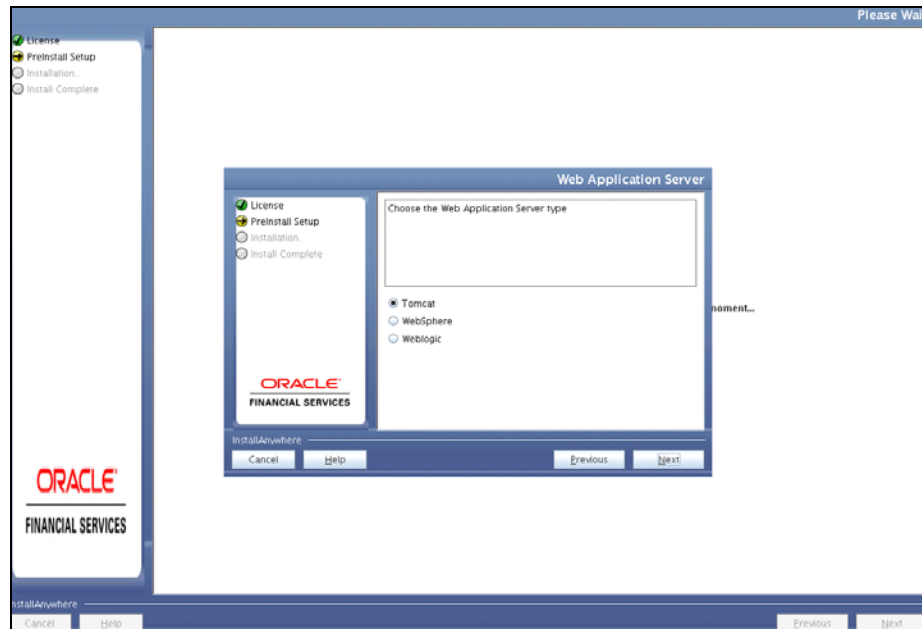 Please Wai
License
PreInstall Setup
Installation..
Install Complete
Web Application Server
License
PreInstall Setup
Installation..
Install Complete
Choose the Web Application Server type
Tomcat
WebSphere
Weblogic
moment...
ORACLE
FINANCIAL SERVICES
InstallAnywhere
Cancel
Help
Previous
Next
ORACLE
FINANCIAL SERVICES
nstallAnywhere
Cancel
Help
Previous
Next